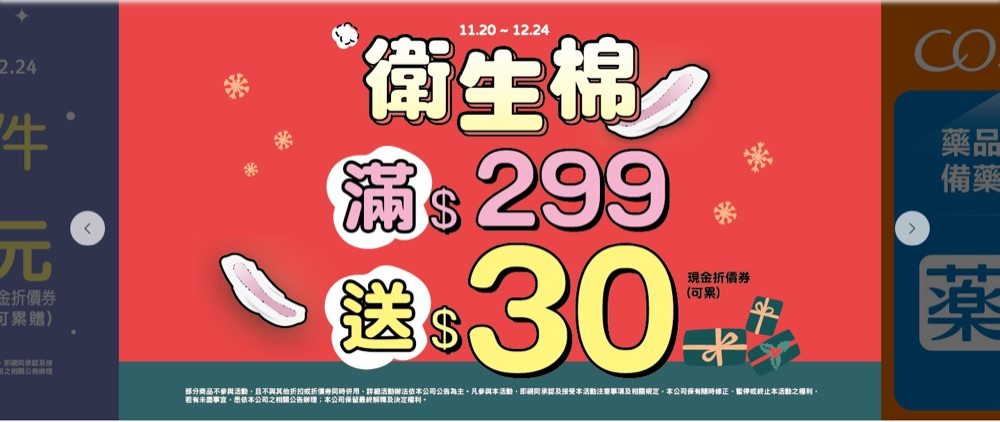 2.24
件
元
金折價券
可累贈)
11.20 ~ 12.24
衛生棉
滿$299
送$30
現金折價券
(可累)
部分商品不參與活動，且不與其他折扣或折價券同時併用，詳細活動辦法依本公司公告為主，凡參與本活動，即視同承認及接受本活動注意事項及相關規定，本公司保有隨時修正、暫停或終止本活動之權利，
若有未盡事宜，悉依本公司之相關公告辦理；本公司保留最終解釋及決定權利。
CO
藥品
備藥
藥